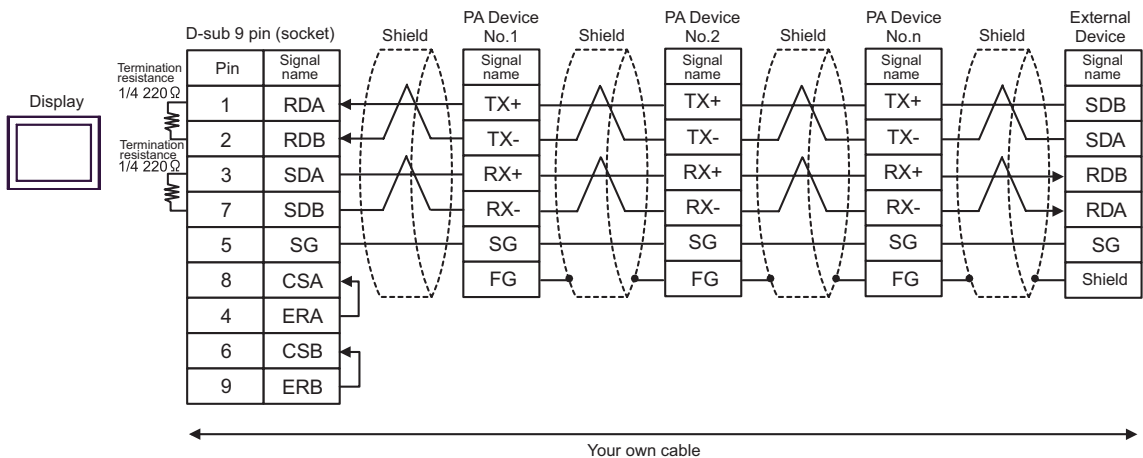 D-sub 9 pin (socket)
Shield
PA Device
No.1
Shield
PA Device
No.2
Shield
PA Device
No.n
Shield
External
Device
Display
Termination
resistance
1/4 220 Ω
Termination
resistance
1/4 220 Ω
Pin
Signal
name
1 RDA
2 RDB
3 SDA
7 SDB
5 SG
8 CSA
4 ERA
6 CSB
9 ERB
Signal
name
TX+
TX-
RX+
RX-
SG
FG
Signal
name
TX+
TX-
RX+
RX-
SG
FG
Signal
name
TX+
TX-
RX+
RX-
SG
FG
Signal
name
SDB
SDA
RDB
RDA
SG
Shield
Your own cable